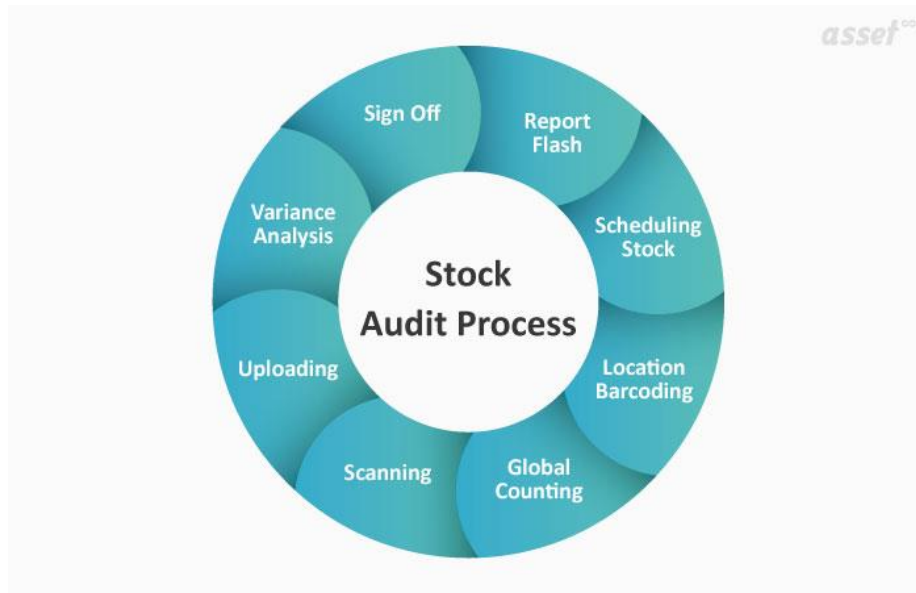 asset∞
Sign Off
Report
Flash
Scheduling
Stock
Location
Barcoding
Global
Counting
Scanning
Uploading
Variance
Analysis
Stock
Audit Process